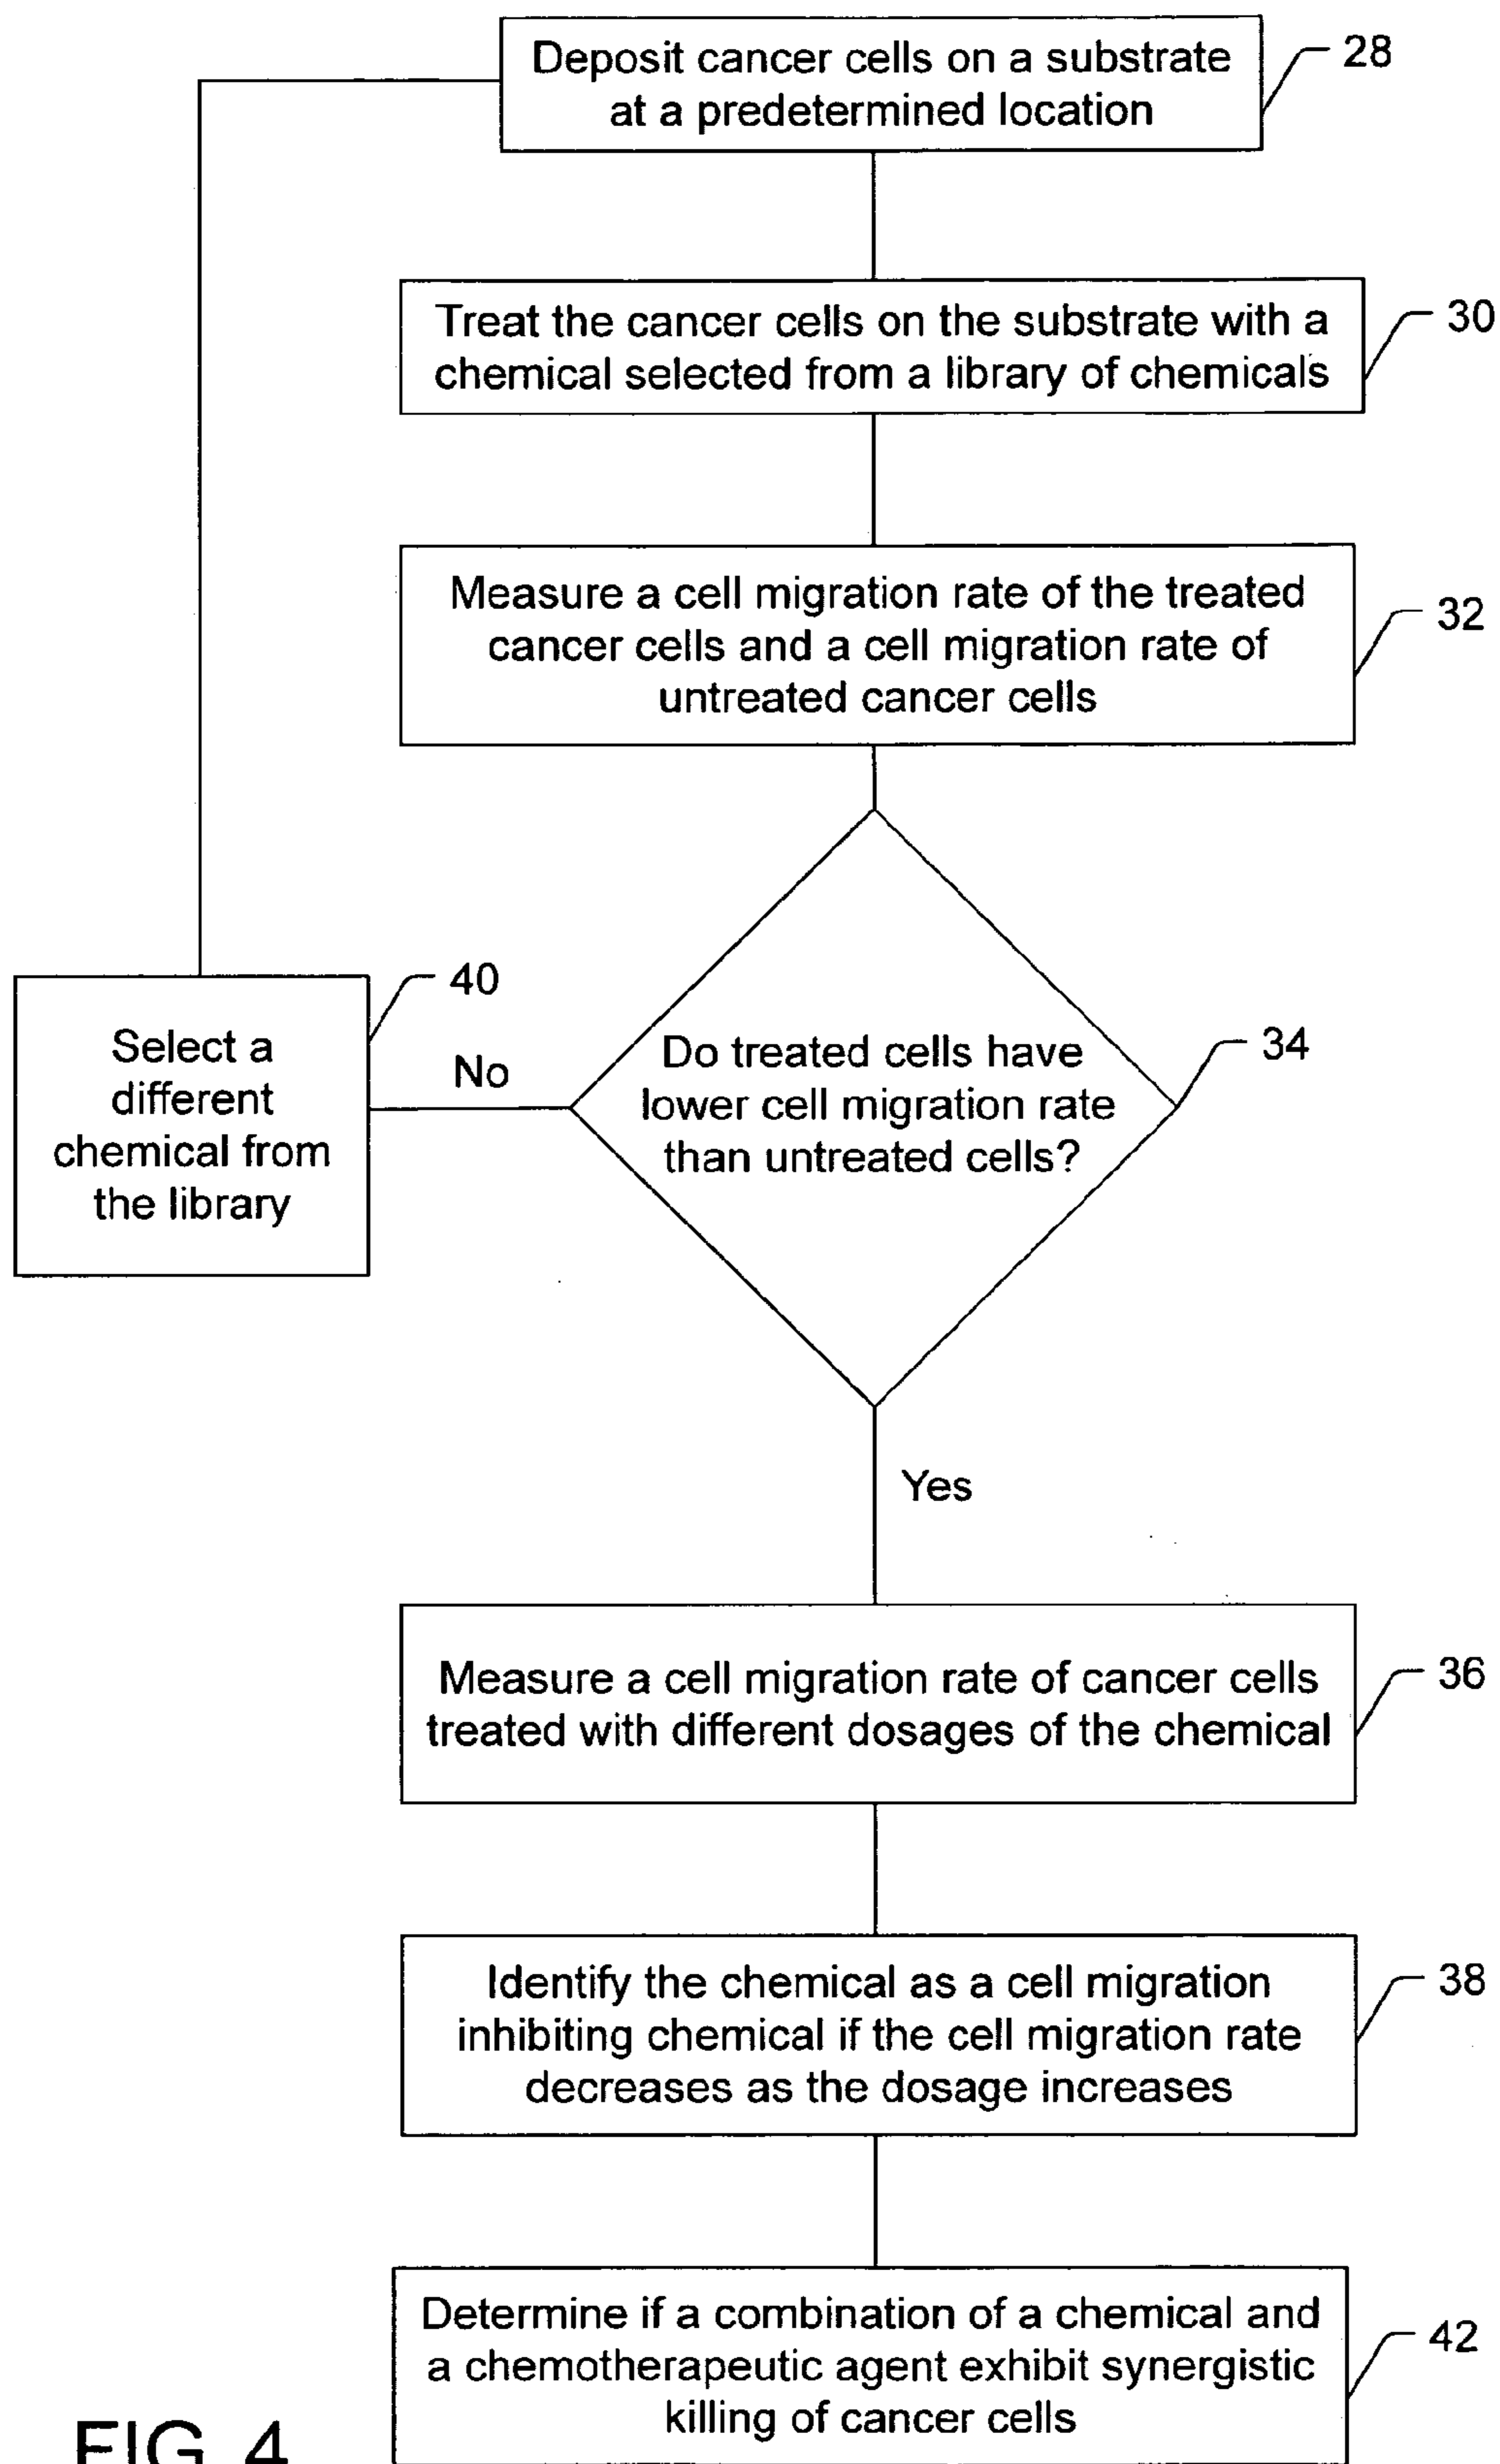 Deposit cancer cells on a substrate
at a predetermined location
28
Treat the cancer cells on the substrate with a
chemical selected from a library of chemicals
30
Measure a cell migration rate of the treated
cancer cells and a cell migration rate of
untreated cancer cells
32
Do treated cells have
lower cell migration rate
than untreated cells?
34
No
Select a
different
chemical from
the library
40
Yes
Measure a cell migration rate of cancer cells
treated with different dosages of the chemical
36
Identify the chemical as a cell migration
inhibiting chemical if the cell migration rate
decreases as the dosage increases
38
Determine if a combination of a chemical and
a chemotherapeutic agent exhibit synergistic
killing of cancer cells
42
FIG. 4